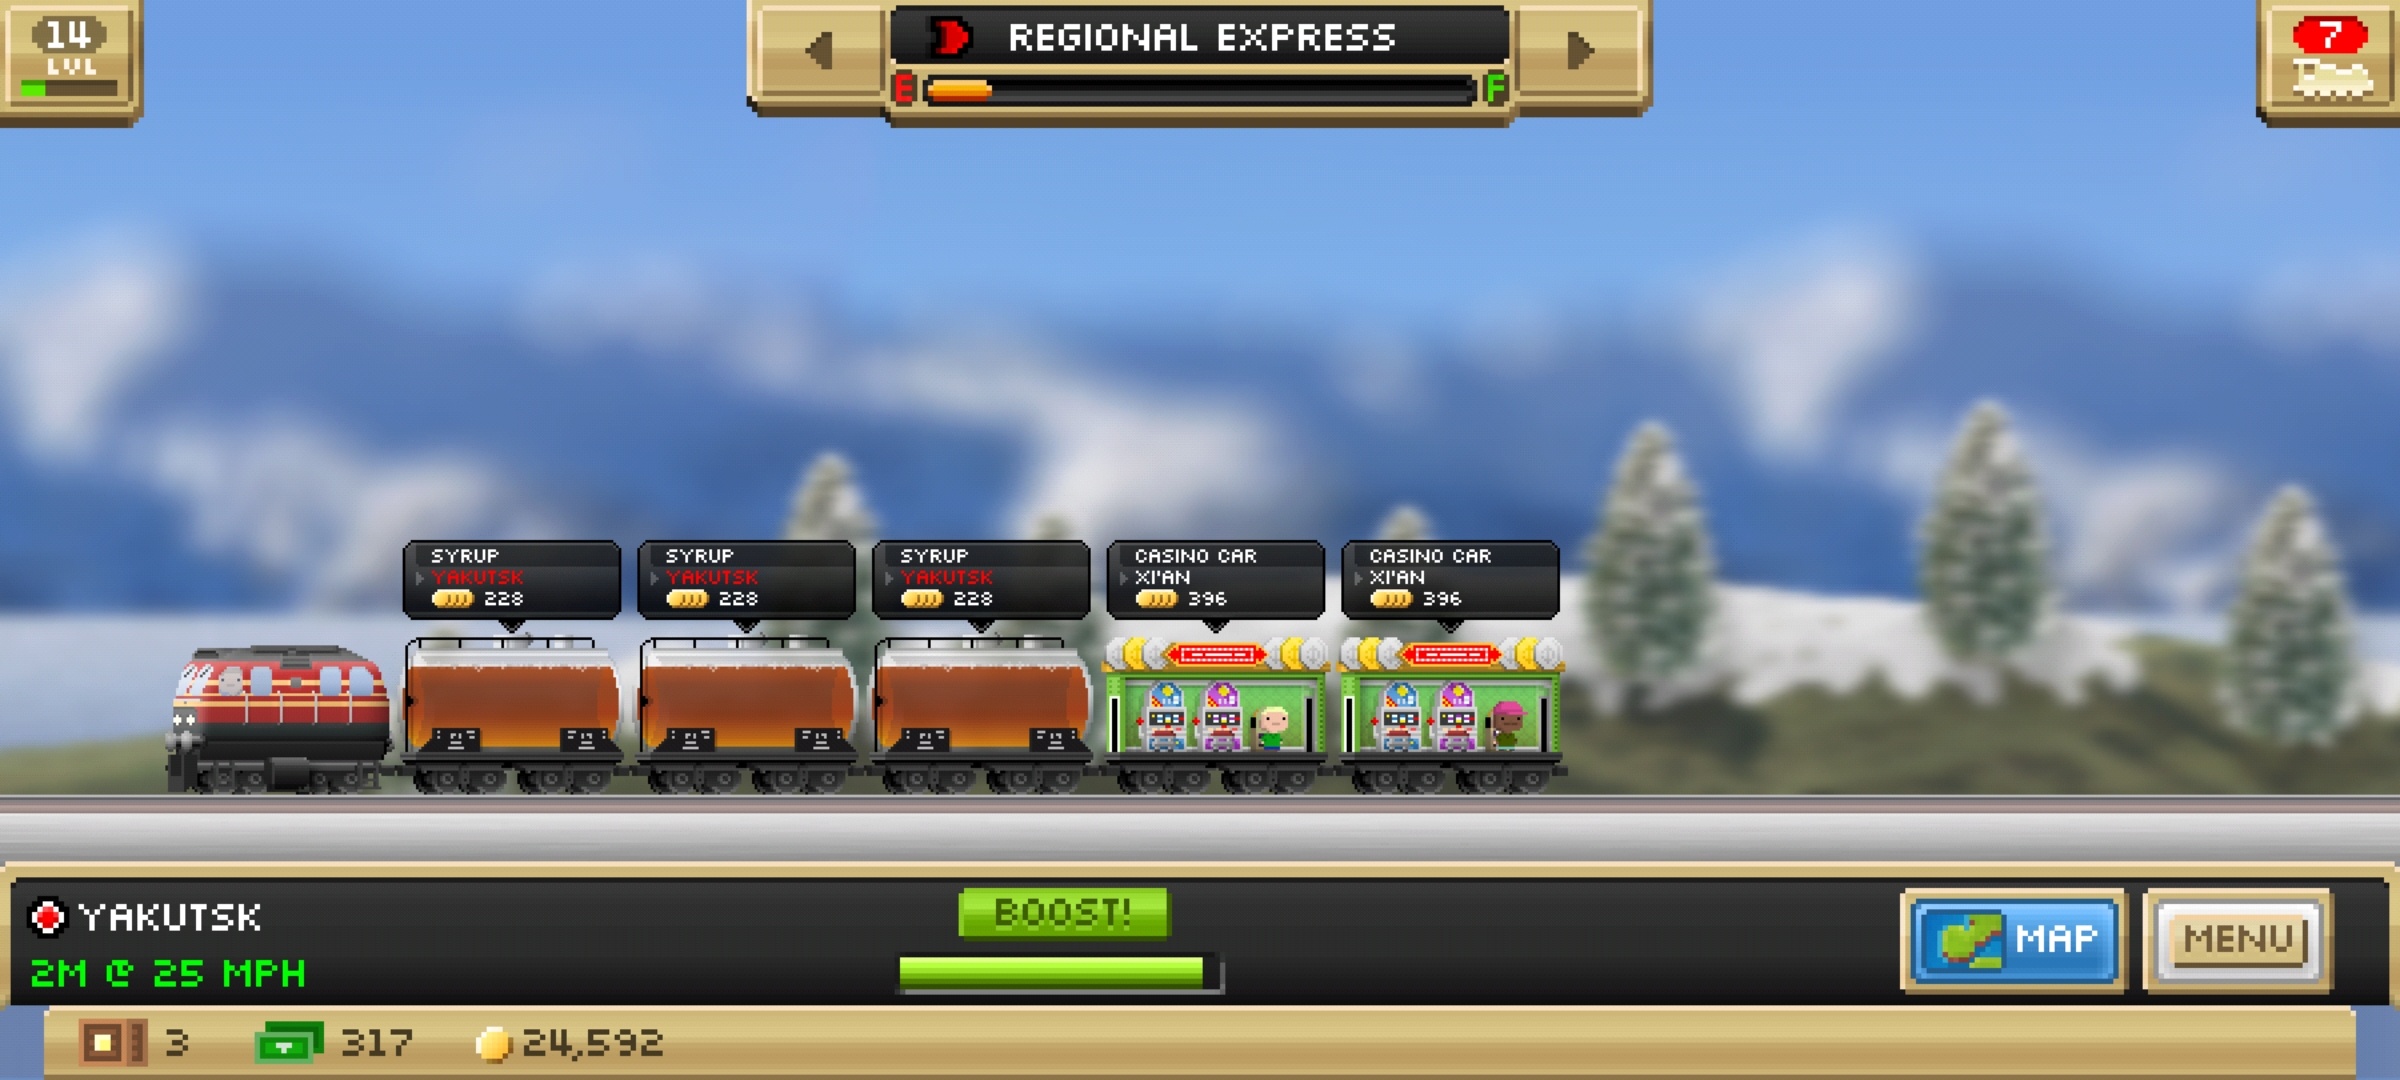 14
LVL
REGIONAL EXPRESS
E
F
7
SYRUP
YAKUTSK
228
SYRUP
YAKUTSK
228
SYRUP
YAKUTSK
228
CASINO CAR
XI'AN
396
CASINO CAR
XI'AN
396
YAKUTSK
2M @ 25 MPH
BOOST!
MAP
MENU
3
317
24,592